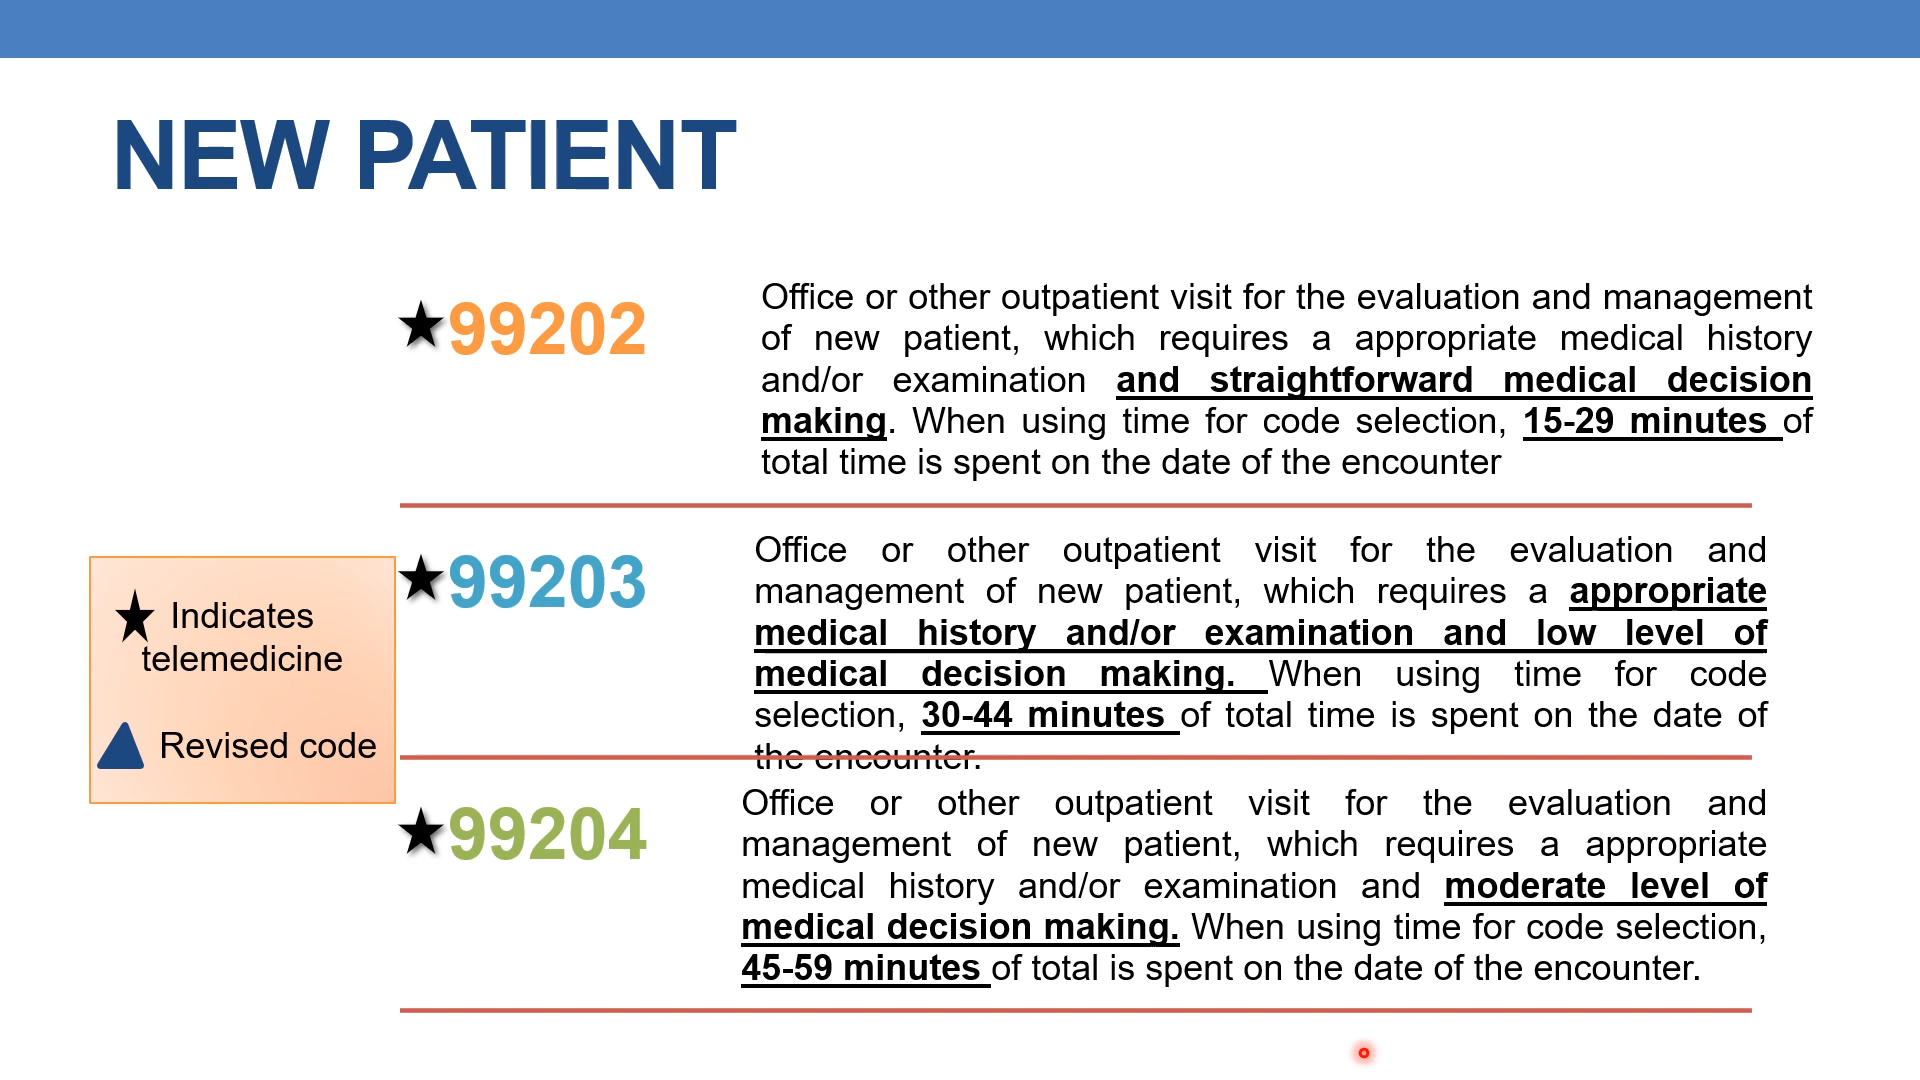 NEW PATIENT
★99202
Office or other outpatient visit for the evaluation and management
of new patient, which requires a appropriate medical history
and/or examination and straightforward medical decision
making. When using time for code selection, 15-29 minutes of
total time is spent on the date of the encounter
★99203
Office or other outpatient visit for the evaluation and
management of new patient, which requires a appropriate
medical history and/or examination and low level of
medical decision making. When using time for code
selection, 30-44 minutes of total time is spent on the date of
the encounter.
★99204
Office or other outpatient visit for the evaluation and
management of new patient, which requires a appropriate
medical history and/or examination and moderate level of
medical decision making. When using time for code selection,
45-59 minutes of total is spent on the date of the encounter.
★ Indicates
telemedicine
Revised code